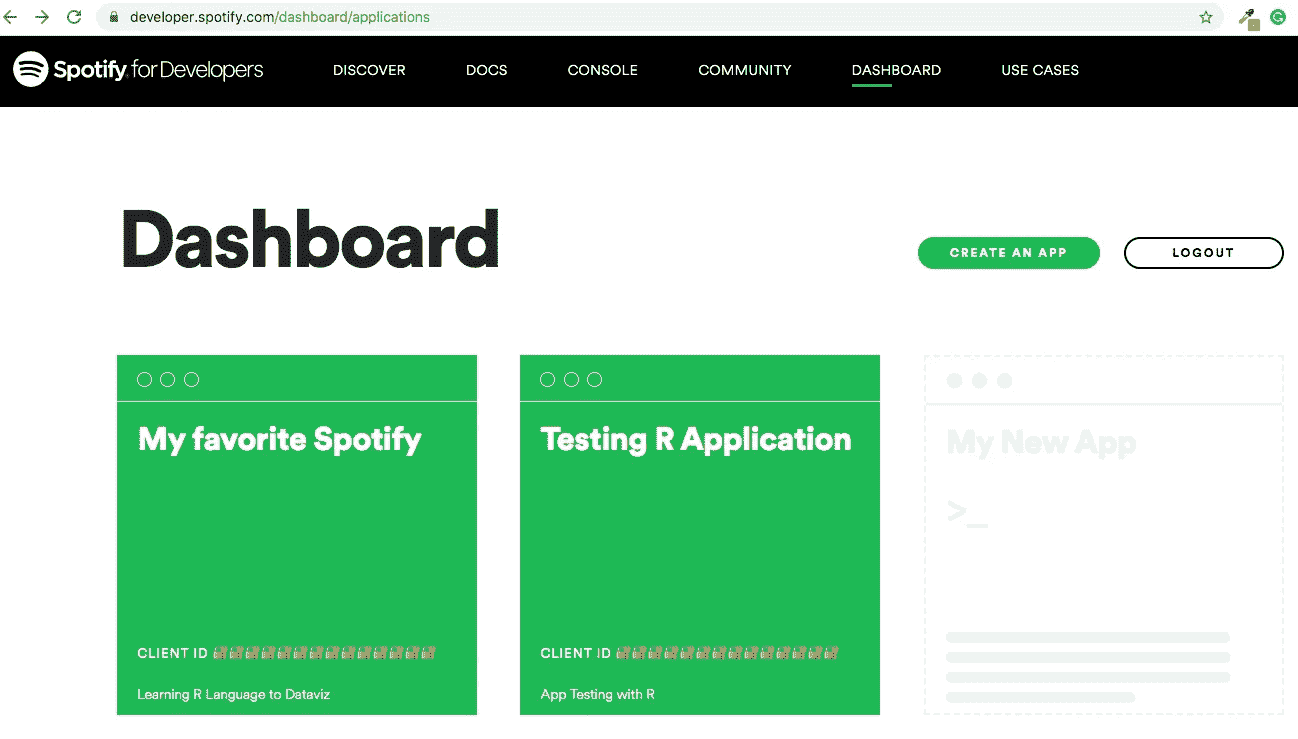 developer.spotify.com/dashboard/applications
Spotify for Developers DISCOVER DOCS CONSOLE COMMUNITY DASHBOARD USE CASES
Dashboard
CREATE AN APP LOGOUT
My favorite Spotify
Testing R Application
My New App
>_
CLIENT ID
CLIENT ID
Learning R Language to Dataviz
App Testing with R